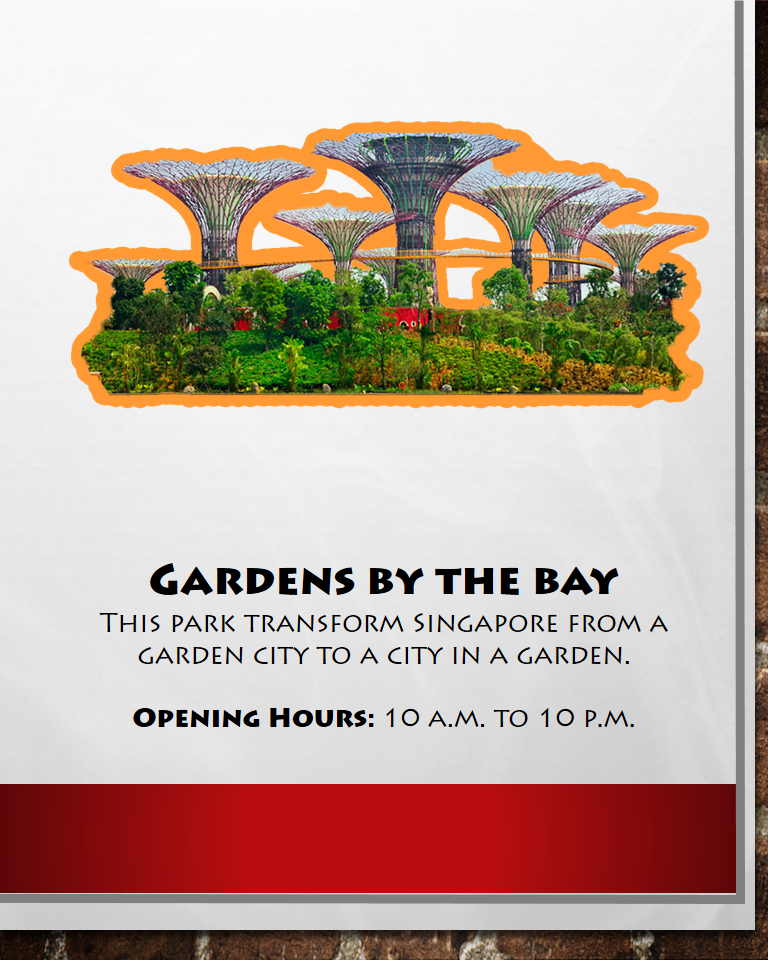 Gardens by the bay
This park transform Singapore from a
garden city to a city in a garden.
Opening Hours: 10 a.m. to 10 p.m.